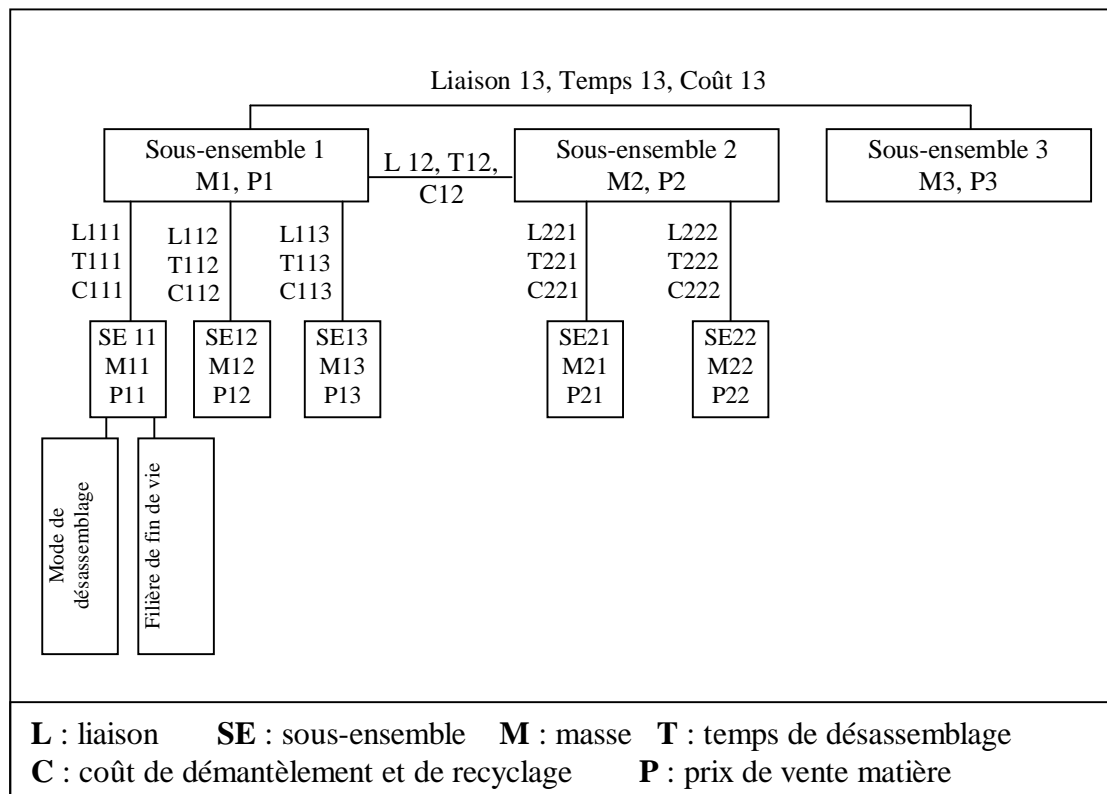 Liaison 13, Temps 13, Coût 13
Sous-ensemble 1
M1, P1
L 12, T12,
C12
Sous-ensemble 2
M2, P2
Sous-ensemble 3
M3, P3
L111
T111
C111
L112
T112
C112
L113
T113
C113
L221
T221
C221
L222
T222
C222
SE 11
M11
P11
SE12
M12
P12
SE13
M13
P13
SE21
M21
P21
SE22
M22
P22
Mode de
désassemblage
Filière de fin de vie
L : liaison SE : sous-ensemble M : masse T : temps de désassemblage
C : coût de démantèlement et de recyclage P : prix de vente matière